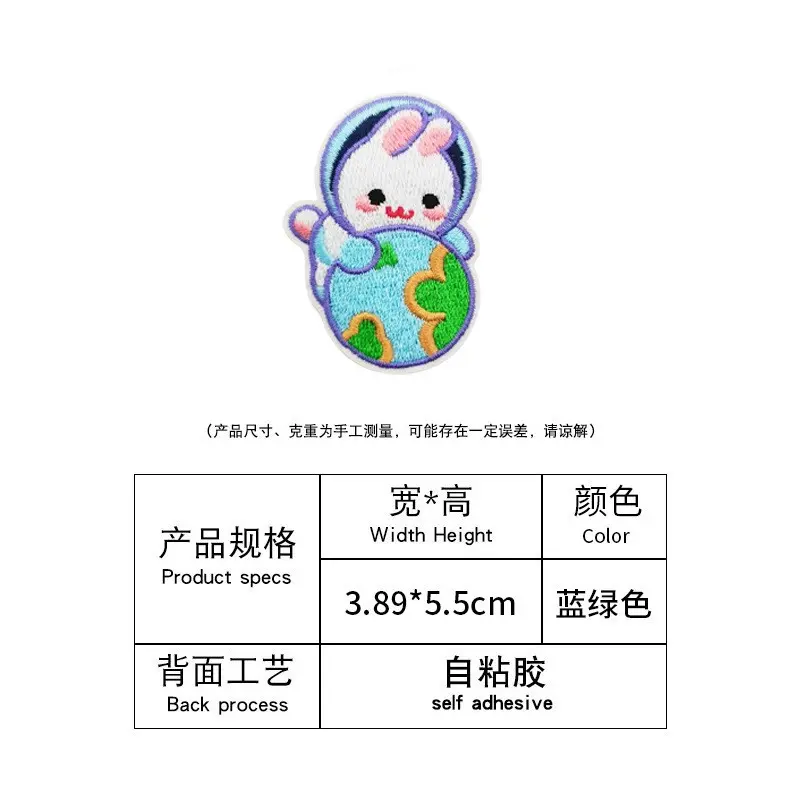 （产品尺寸、克重为手工测量，可能存在一定误差，请谅解）
产品规格
Product specs
宽*高
Width Height
颜色
Color
3.89*5.5cm
蓝绿色
背面工艺
Back process
自粘胶
self adhesive